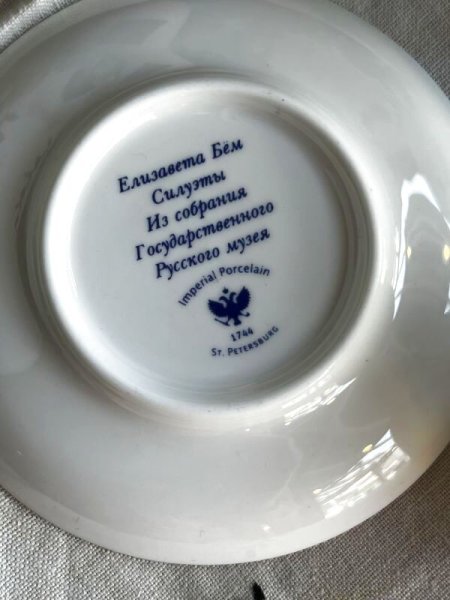 Елизавета Бём
Силуэты
Из собрания
Государственного
Русского музея
Imperial Porcelain
1744
St. Petersburg